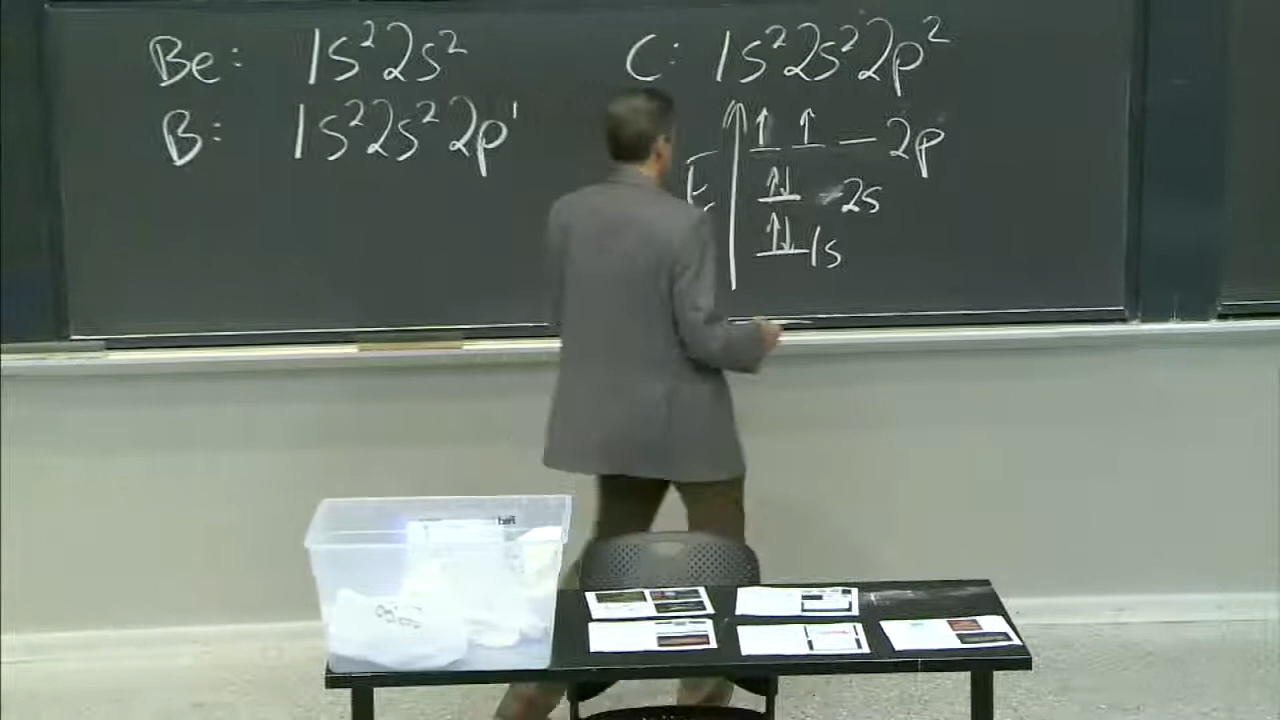 Be: 1s²2s²
B: 1s²2s²2p¹
C: 1s²2s²2p²
E ↑ ↑ — 2p
↑↓ 2s
↑↓ 1s